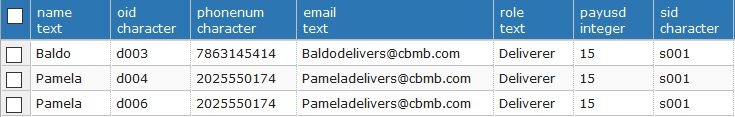 name oid phonenum email role payusd sid
text character character text text integer character
Baldo d003 7863145414 Baldodelivers@cbmb.com Deliverer 15 s001
Pamela d004 2025550174 Pameladelivers@cbmb.com Deliverer 15 s001
Pamela d006 2025550174 Pameladelivers@cbmb.com Deliverer 15 s001